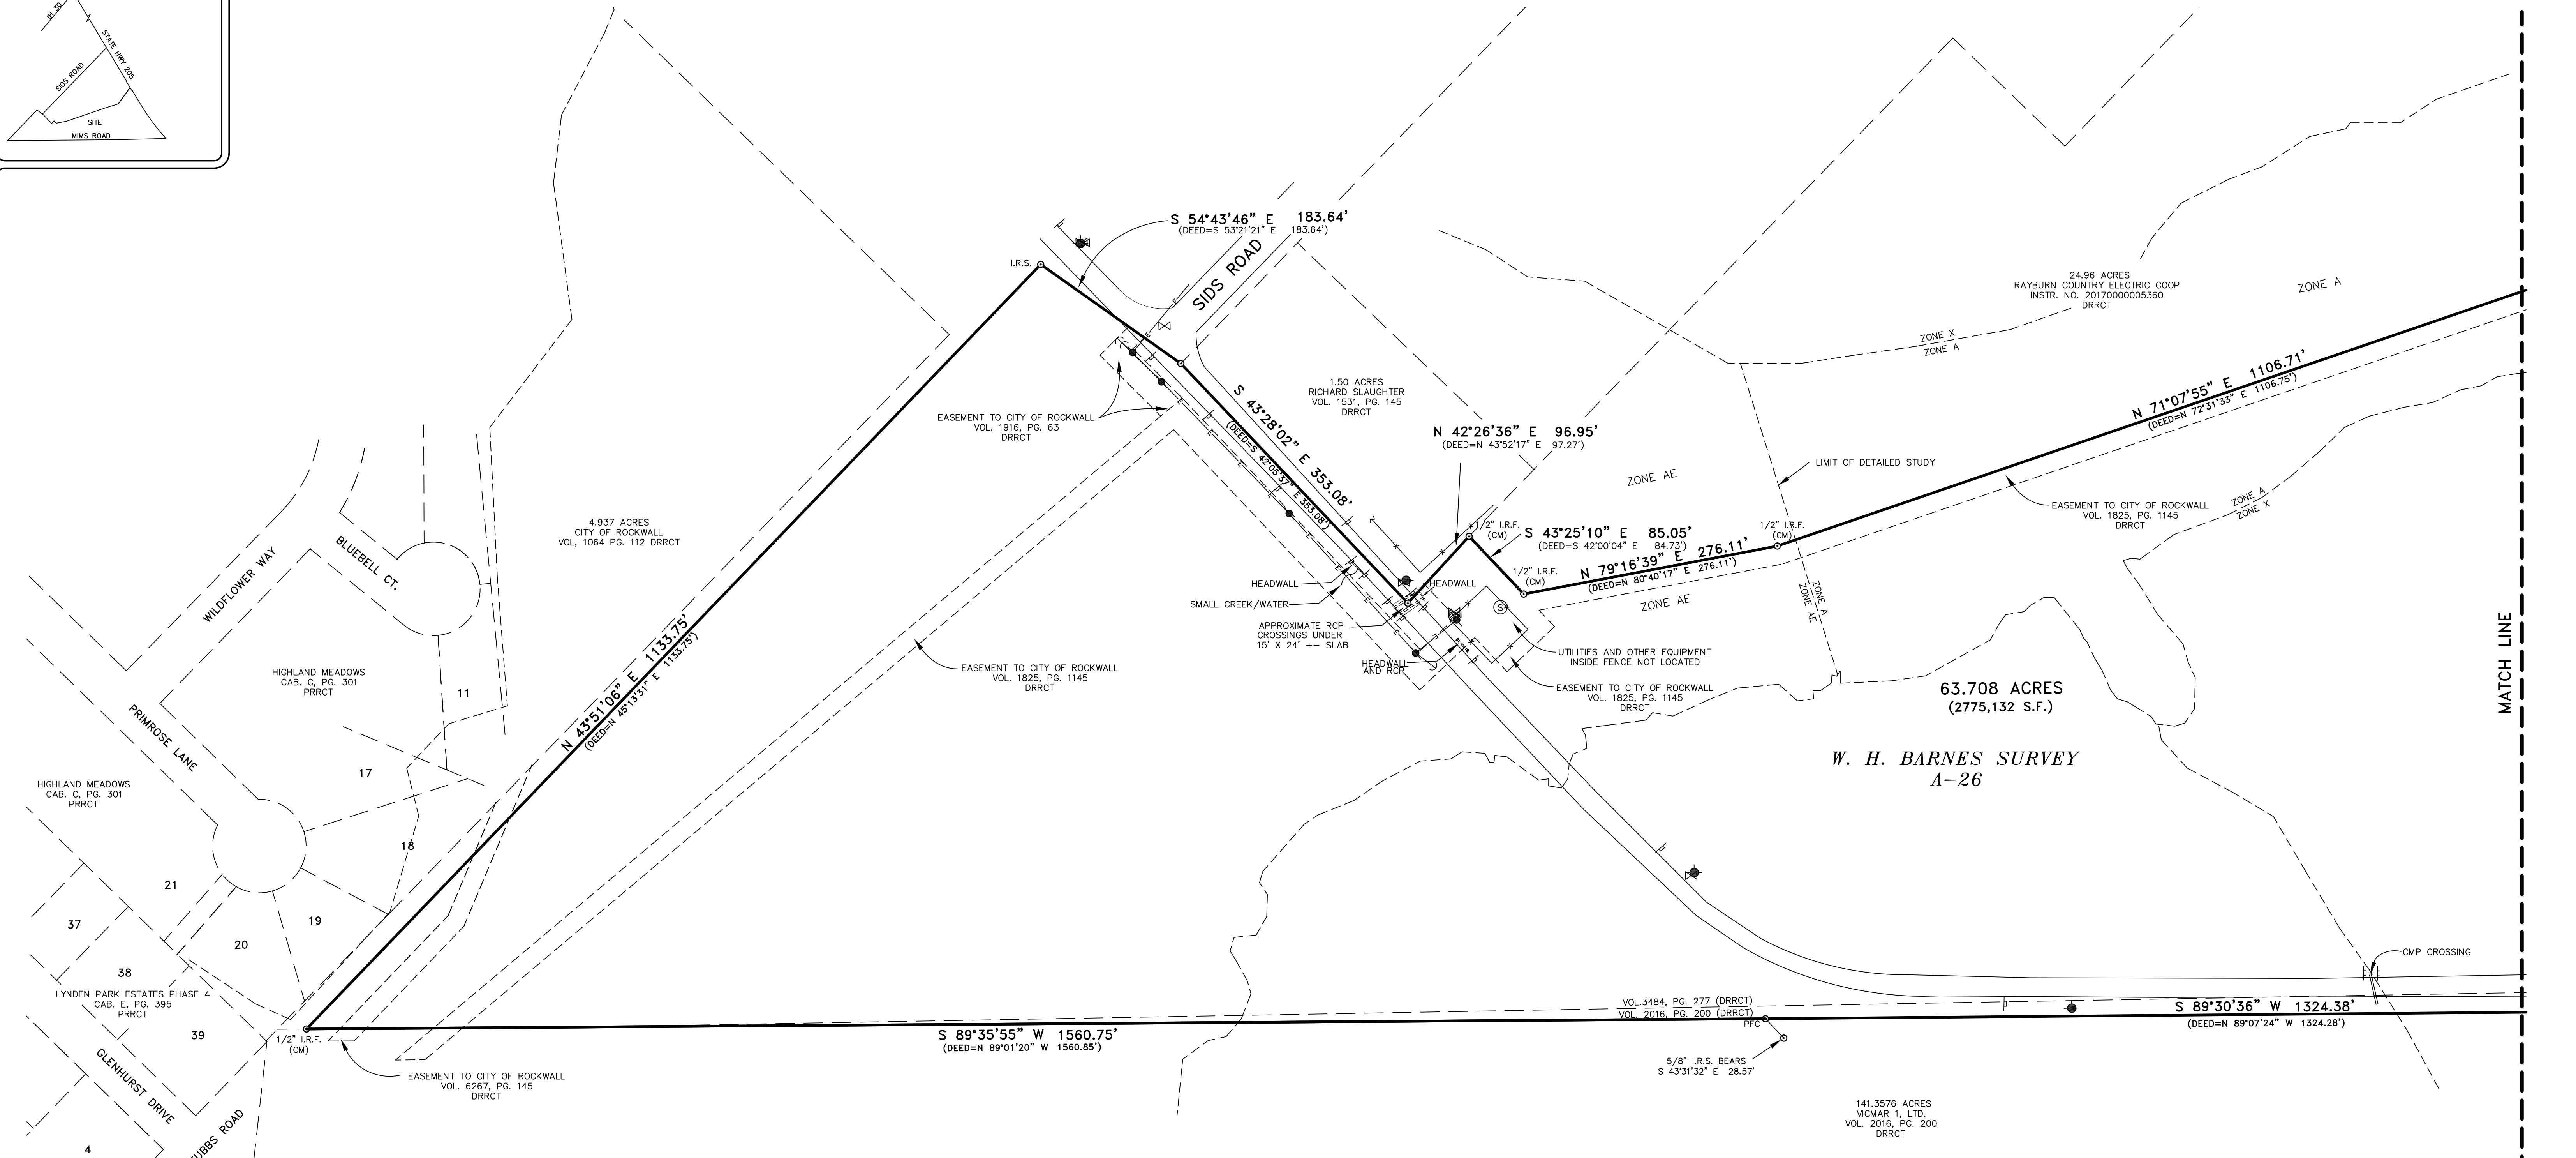 IH 30
STATE HWY 205
SIDS ROAD
SITE
MIMS ROAD
S 54°43'46" E 183.64'
(DEED=S 53°21'21" E 183.64')
SIDS ROAD
I.R.S.
24.96 ACRES
RAYBURN COUNTRY ELECTRIC COOP
INSTR. NO. 20170000005360
DRRCT
ZONE A
ZONE X
ZONE A
N 71°07'55" E 1106.71'
(DEED=N 72°31'33" E 1106.75')
1.50 ACRES
RICHARD SLAUGHTER
VOL. 1531, PG. 145
DRRCT
EASEMENT TO CITY OF ROCKWALL
VOL. 1916, PG. 63
DRRCT
S 43°28'02" E 353.08'
(DEED=S 42°05'37" E 353.08')
N 42°26'36" E 96.95'
(DEED=N 43°52'17" E 97.27')
ZONE AE
LIMIT OF DETAILED STUDY
ZONE A
ZONE X
EASEMENT TO CITY OF ROCKWALL
VOL. 1825, PG. 1145
DRRCT
4.937 ACRES
CITY OF ROCKWALL
VOL, 1064 PG. 112 DRRCT
1/2" I.R.F.
(CM)
S 43°25'10" E 85.05'
(DEED=S 42°00'04" E 84.73')
1/2" I.R.F.
(CM)
N 79°16'39" E 276.11'
(DEED=N 80°40'17" E 276.11')
1/2" I.R.F.
(CM)
BLUEBELL CT.
WILDFLOWER WAY
HEADWALL
HEADWALL
SMALL CREEK/WATER
ZONE AE
ZONE A
ZONE AE
APPROXIMATE RCP
CROSSINGS UNDER
15' X 24' +- SLAB
S
HEADWALL
AND RCP
UTILITIES AND OTHER EQUIPMENT
INSIDE FENCE NOT LOCATED
EASEMENT TO CITY OF ROCKWALL
VOL. 1825, PG. 1145
DRRCT
EASEMENT TO CITY OF ROCKWALL
VOL. 1825, PG. 1145
DRRCT
63.708 ACRES
(2775,132 S.F.)
MATCH LINE
HIGHLAND MEADOWS
CAB. C, PG. 301
PRRCT
11
N 43°51'06" E 1133.75'
(DEED=N 45°13'31" E 1133.75')
PRIMROSE LANE
W. H. BARNES SURVEY
A-26
17
HIGHLAND MEADOWS
CAB. C, PG. 301
PRRCT
18
21
19
37
20
38
LYNDEN PARK ESTATES PHASE 4
CAB. E, PG. 395
PRRCT
39
CMP CROSSING
VOL.3484, PG. 277 (DRRCT)
VOL. 2016, PG. 200 (DRRCT)
PFC
S 89°30'36" W 1324.38'
(DEED=N 89°07'24" W 1324.28')
S 89°35'55" W 1560.75'
(DEED=N 89°01'20" W 1560.85')
1/2" I.R.F.
(CM)
5/8" I.R.S. BEARS
S 43°31'32" E 28.57'
EASEMENT TO CITY OF ROCKWALL
VOL. 6267, PG. 145
DRRCT
GLENHURST DRIVE
UBBS ROAD
4
141.3576 ACRES
VICMAR 1, LTD.
VOL. 2016, PG. 200
DRRCT